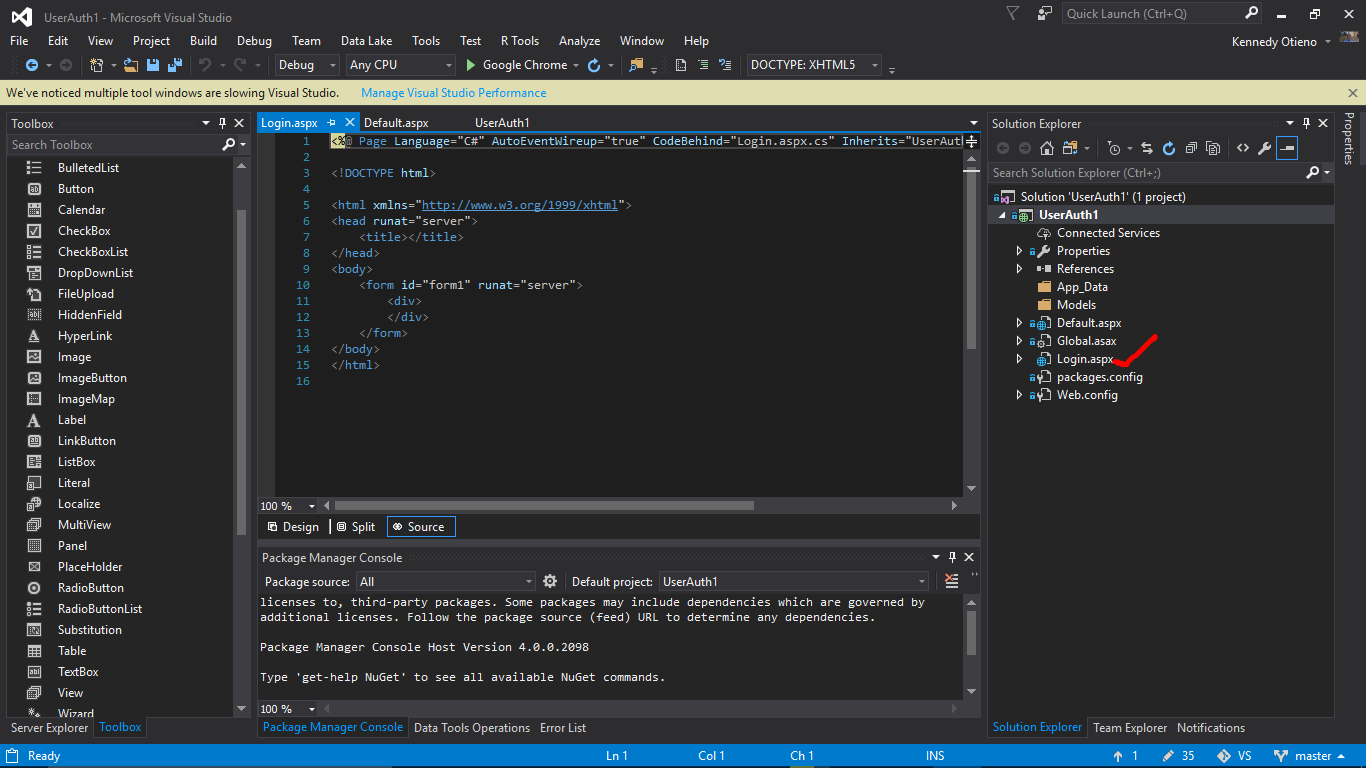 UserAuth1 - Microsoft Visual Studio
Quick Launch (Ctrl+Q)
File Edit View Project Build Debug Team Data Lake Tools Test R Tools Analyze Window Help
Kennedy Otieno
Debug Any CPU Google Chrome DOCTYPE: XHTML5
We've noticed multiple tool windows are slowing Visual Studio. Manage Visual Studio Performance
Toolbox
Search Toolbox
BulletedList
Button
Calendar
CheckBox
CheckBoxList
DropDownList
FileUpload
HiddenField
HyperLink
Image
ImageButton
ImageMap
Label
LinkButton
ListBox
Literal
Localize
MultiView
Panel
PlaceHolder
RadioButton
RadioButtonList
Substitution
Table
TextBox
View
Wizard
Server Explorer Toolbox
Login.aspx Default.aspx UserAuth1
1 <%@ Page Language="C#" AutoEventWireup="true" CodeBehind="Login.aspx.cs" Inherits="UserAut
2
3 <!DOCTYPE html>
4
5 <html xmlns="http://www.w3.org/1999/xhtml">
6 <head runat="server">
7 <title></title>
8 </head>
9 <body>
10 <form id="form1" runat="server">
11 <div>
12 </div>
13 </form>
14 </body>
15 </html>
16
100 %
Design Split Source
Package Manager Console
Package source: All Default project: UserAuth1
licenses to, third-party packages. Some packages may include dependencies which are governed by
additional licenses. Follow the package source (feed) URL to determine any dependencies.
Package Manager Console Host Version 4.0.0.2098
Type 'get-help NuGet' to see all available NuGet commands.
100 %
Package Manager Console Data Tools Operations Error List
Solution Explorer
Search Solution Explorer (Ctrl+;)
Solution 'UserAuth1' (1 project)
UserAuth1
Connected Services
Properties
References
App_Data
Models
Default.aspx
Global.asax
Login.aspx
packages.config
Web.config
Solution Explorer Team Explorer Notifications
Properties
Ready Ln 1 Col 1 Ch 1 INS 1 35 VS master